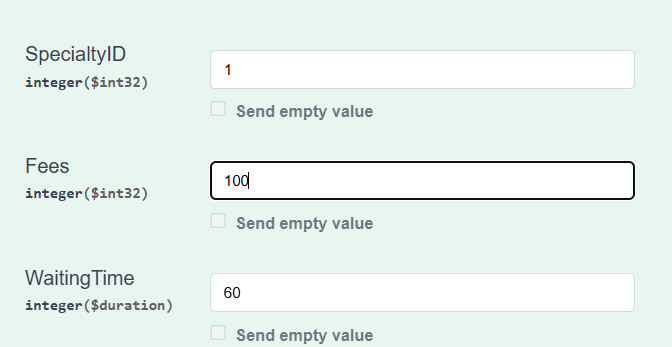 SpecialtyID
integer($int32)
1
Send empty value
Fees
integer($int32)
100
Send empty value
WaitingTime
integer($duration)
60
Send empty value